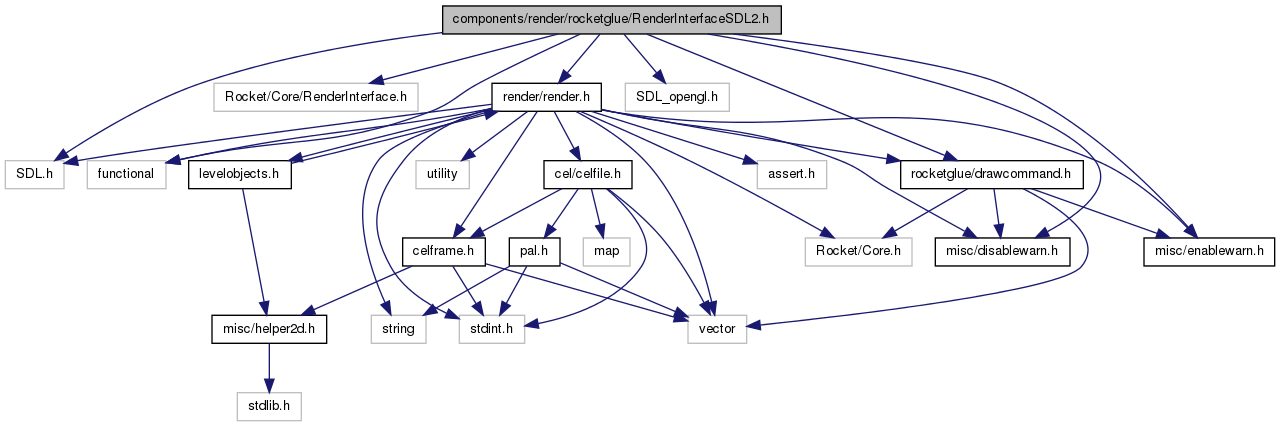 components/render/rocketglue/RenderInterfaceSDL2.h
Rocket/Core/RenderInterface.h
render/render.h
SDL_opengl.h
SDL.h
functional
levelobjects.h
utility
cel/celfile.h
assert.h
rocketglue/drawcommand.h
celframe.h
pal.h
map
Rocket/Core.h
misc/disablewarn.h
misc/enablewarn.h
misc/helper2d.h
string
stdint.h
vector
stdlib.h